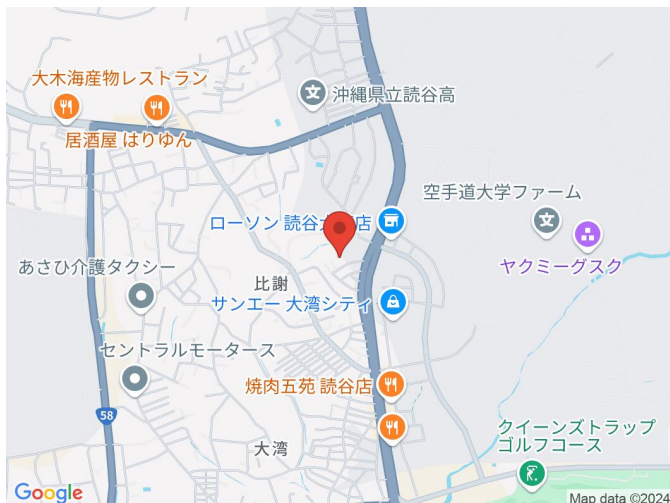 大木海産物レストラン
沖縄県立読谷高
居酒屋 はりゆん
空手道大学ファーム
ローソン 読谷大
店
ヤクミーグスク
あさひ介護タクシー
比謝
サンエー 大湾シティ
セントラルモータース
焼肉五苑 読谷店
58
クイーンズトラップ
ゴルフコース
大湾
Google
Map data ©2024